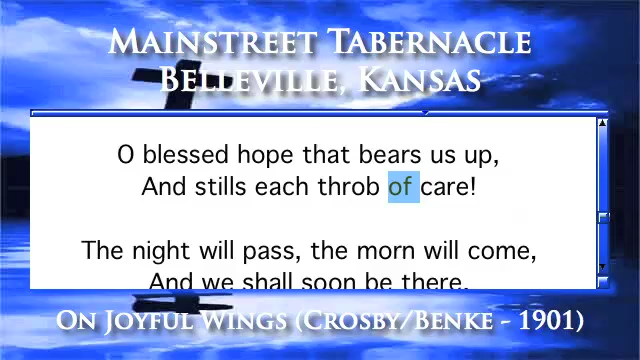 Mainstreet Tabernacle
Belleville, Kansas
O blessed hope that bears us up,
And stills each throb of care!
The night will pass, the morn will come,
And we shall soon be there.
On Joyful Wings (Crosby/Benke - 1901)